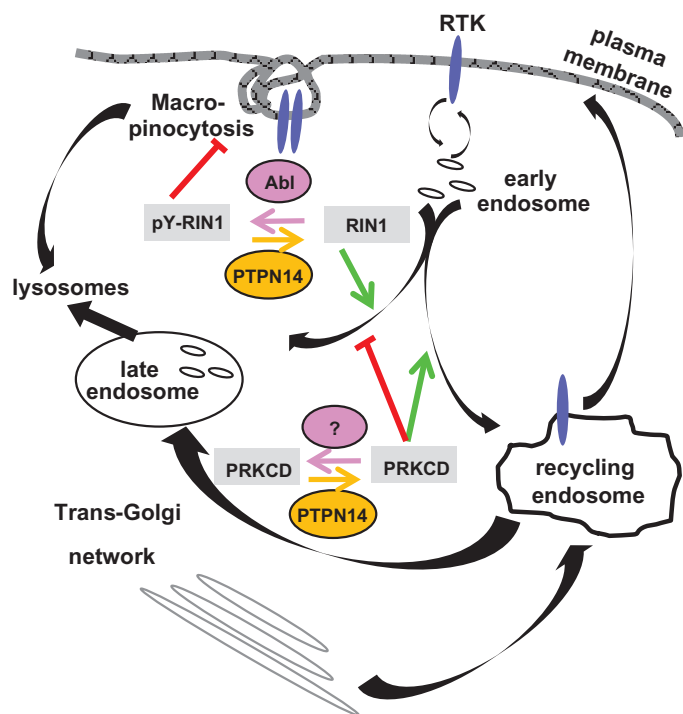 RTK
plasma
membrane
Macro-
pinocytosis
Abl
early
endosome
pY-RIN1
RIN1
PTPN14
lysosomes
late
endosome
?
PRKCD
PRKCD
PTPN14
recycling
endosome
Trans-Golgi
network